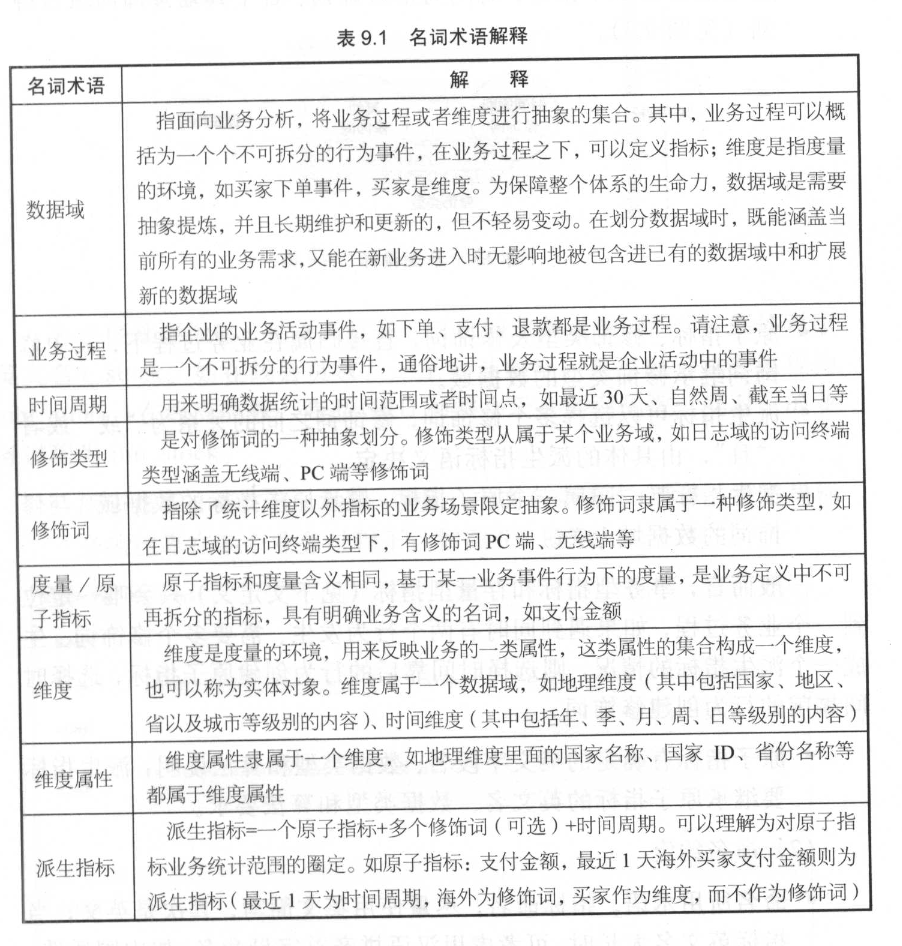 表 9.1 名词术语解释
名词术语
解 释
数据域
指面向业务分析，将业务过程或者维度进行抽象的集合。其中，业务过程可以概
括为一个个不可拆分的行为事件，在业务过程之下，可以定义指标；维度是指度量
的环境，如买家下单事件，买家是维度。为保障整个体系的生命力，数据域是需要
抽象提炼，并且长期维护和更新的，但不轻易变动。在划分数据域时，既能涵盖当
前所有的业务需求，又能在新业务进入时无影响地被包含进已有的数据域中和扩展
新的数据域
业务过程
指企业的业务活动事件，如下单、支付、退款都是业务过程。请注意，业务过程
是一个不可拆分的行为事件，通俗地讲，业务过程就是企业活动中的事件
时间周期
用来明确数据统计的时间范围或者时间点，如最近 30 天、自然周、截至当日等
修饰类型
是对修饰词的一种抽象划分。修饰类型从属于某个业务域，如日志域的访问终端
类型涵盖无线端、PC 端等修饰词
修饰词
指除了统计维度以外指标的业务场景限定抽象。修饰词隶属于一种修饰类型，如
在日志域的访问终端类型下，有修饰词 PC 端、无线端等
度量／原
子指标
原子指标和度量含义相同，基于某一业务事件行为下的度量，是业务定义中不可
再拆分的指标，具有明确业务含义的名词，如支付金额
维度
维度是度量的环境，用来反映业务的一类属性，这类属性的集合构成一个维度，
也可以称为实体对象。维度属于一个数据域，如地理维度（其中包括国家、地区、
省以及城市等级别的内容）、时间维度（其中包括年、季、月、周、日等级别的内容）
维度属性
维度属性隶属于一个维度，如地理维度里面的国家名称、国家 ID、省份名称等
都属于维度属性
派生指标
派生指标=一个原子指标+多个修饰词（可选）+时间周期。可以理解为对原子指
标业务统计范围的圈定。如原子指标：支付金额，最近 1 天海外买家支付金额则为
派生指标（最近 1 天为时间周期，海外为修饰词，买家作为维度，而不作为修饰词）